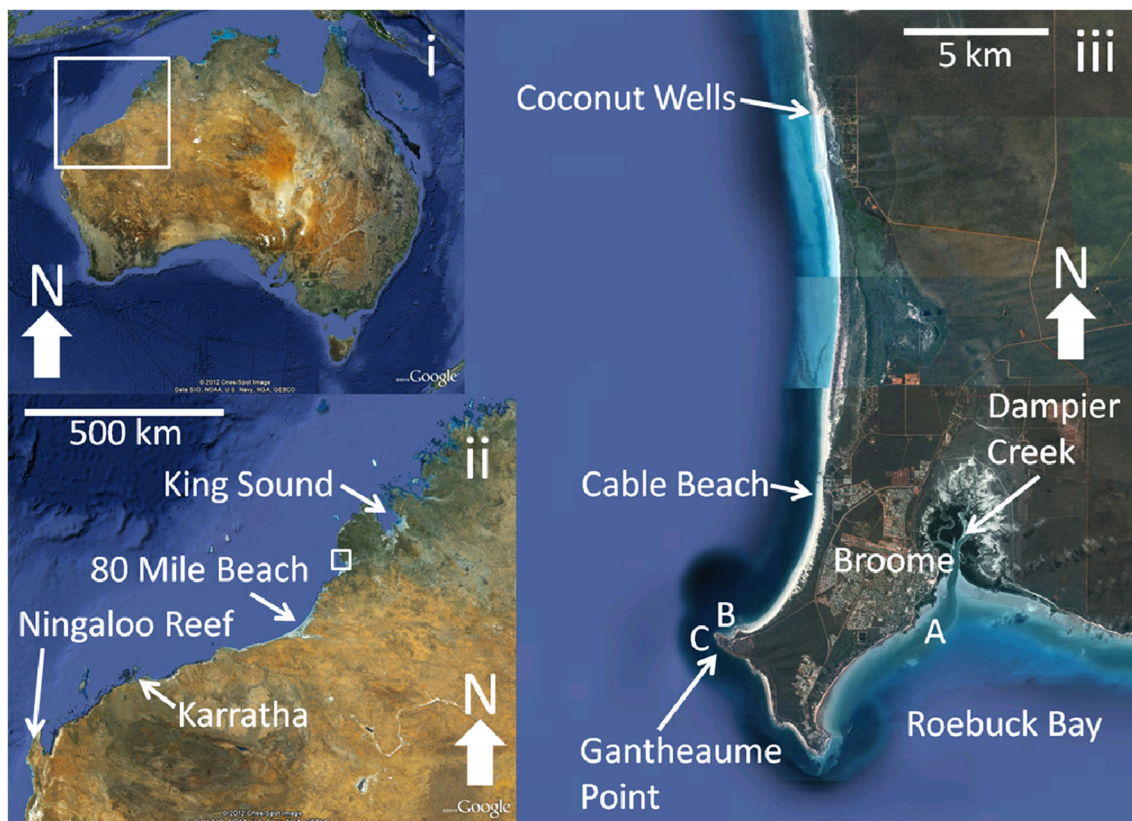 i
N
© 2012 Cnes/Spot Image
Data SIO, NOAA, U.S. Navy, NGA, GEBCO
©2010 Google
500 km
ii
King Sound
80 Mile Beach
Ningaloo Reef
Karratha
N
© 2012 Cnes/Spot Image
©2010 Google
5 km
iii
Coconut Wells
N
Dampier
Creek
Cable Beach
Broome
B
C
A
Gantheaume
Point
Roebuck Bay